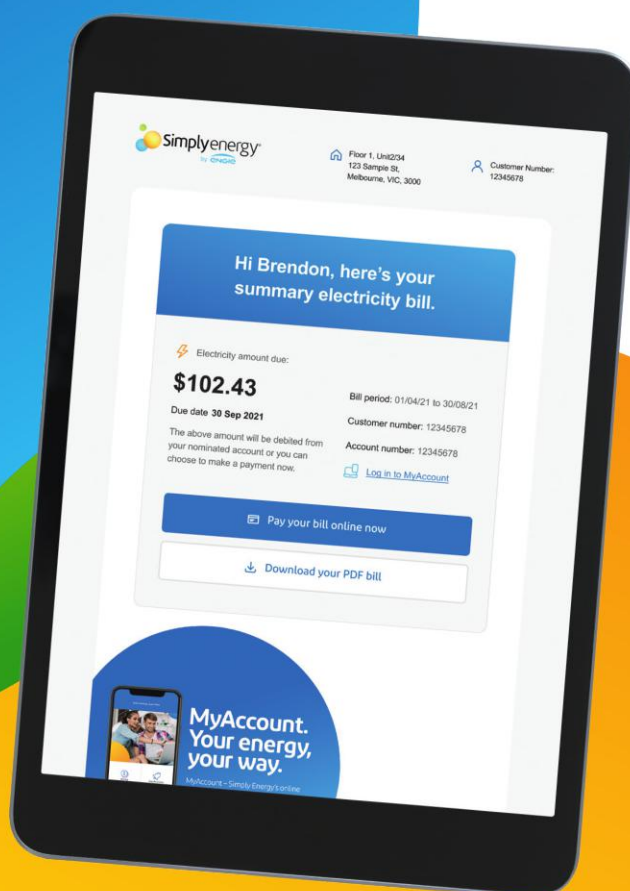 Simplyenergy
by ENGIE
Floor 1, Unit2/34
123 Sample St,
Melbourne, VIC, 3000
Customer Number:
12345678
Hi Brendon, here's your
summary electricity bill.
Electricity amount due:
$102.43
Due date 30 Sep 2021
The above amount will be debited from
your nominated account or you can
choose to make a payment now.
Bill period: 01/04/21 to 30/08/21
Customer number: 12345678
Account number: 12345678
Log in to MyAccount
Pay your bill online now
Download your PDF bill
MyAccount.
Your energy,
your way.
MyAccount – Simply Energy's online